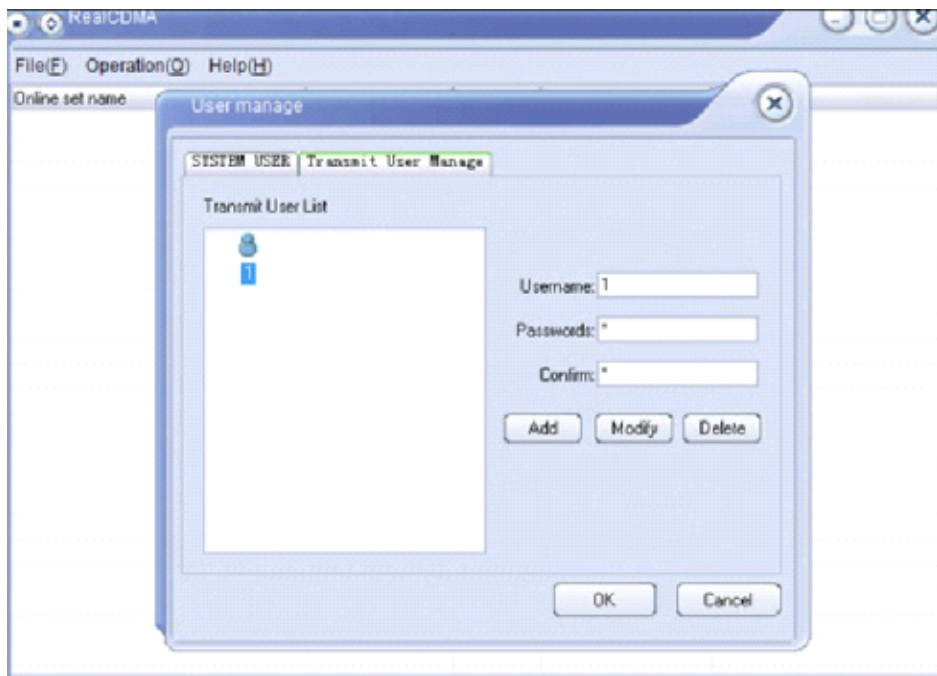 RealCDMA
File(F) Operation(O) Help(H)
Online set name
User manage
SYSTEM USER Transmit User Manage
Transmit User List
1
Username: 1
Passwords: *
Confirm: *
Add Modify Delete
OK Cancel